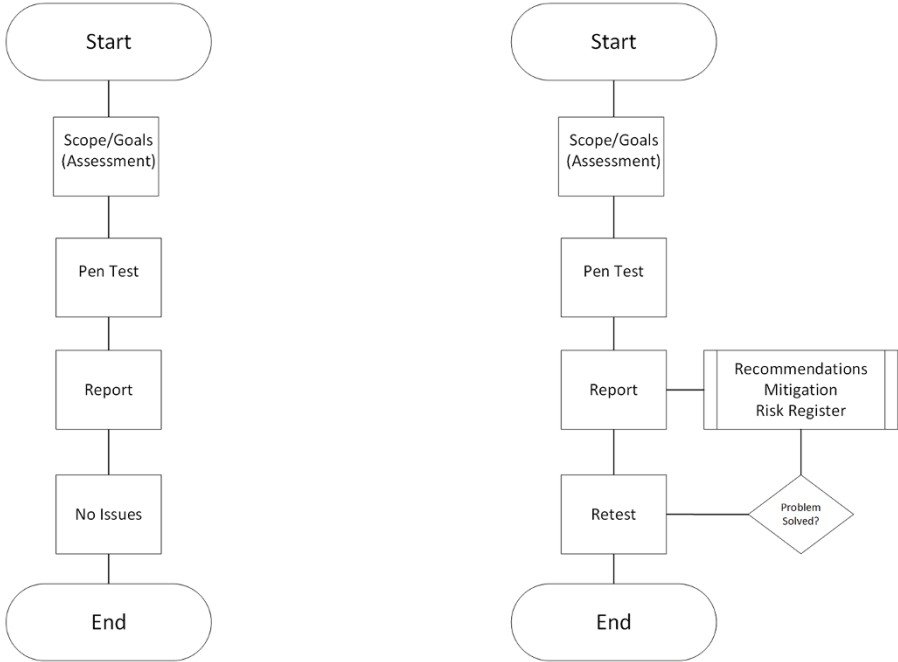 Start
Scope/Goals
(Assessment)
Pen Test
Report
No Issues
End
Start
Scope/Goals
(Assessment)
Pen Test
Report
Recommendations
Mitigation
Risk Register
Retest
Problem
Solved?
End